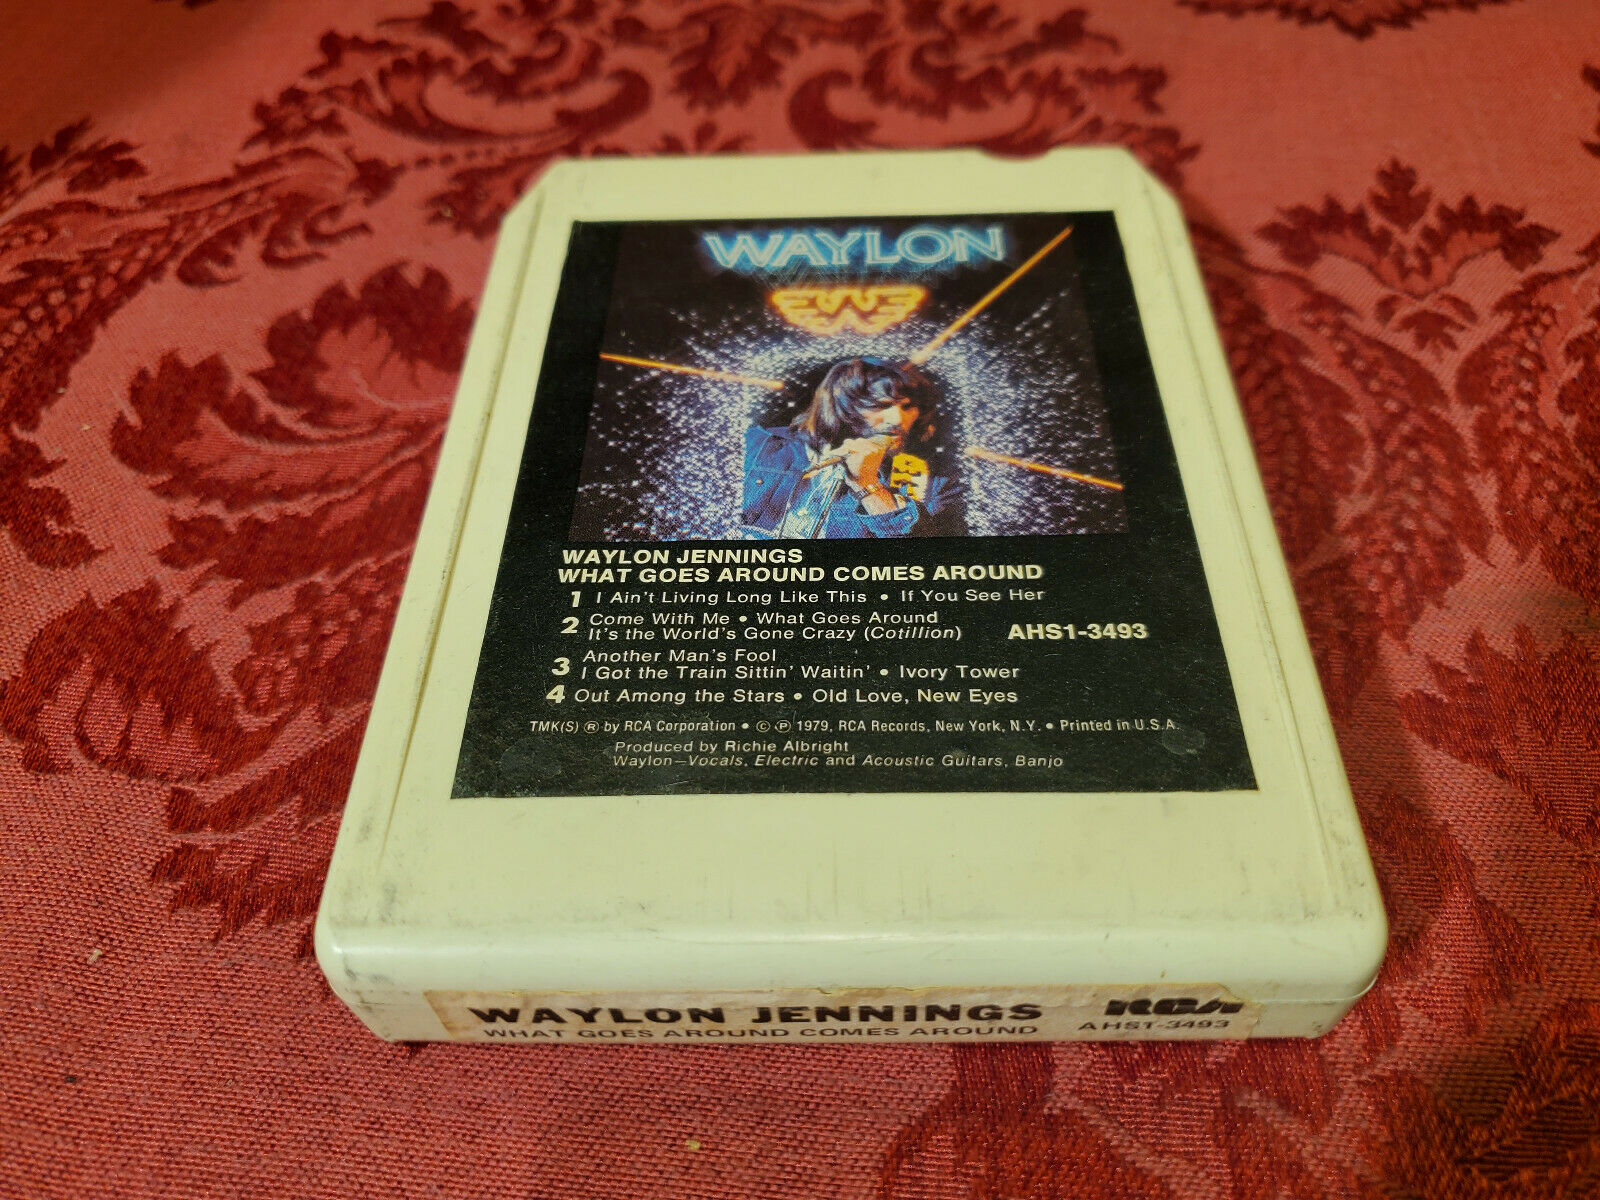 WAYLON
W
WAYLON JENNINGS
WHAT GOES AROUND COMES AROUND
1 I Ain't Living Long Like This • If You See Her
2 Come With Me • What Goes Around
It's the World's Gone Crazy (Cotillion) AHS1-3493
3 Another Man's Fool
I Got the Train Sittin' Waitin' • Ivory Tower
4 Out Among the Stars • Old Love, New Eyes
TMK(S) ® by RCA Corporation • © ℗ 1979, RCA Records, New York, N.Y. • Printed in U.S.A.
Produced by Richie Albright
Waylon—Vocals, Electric and Acoustic Guitars, Banjo
WAYLON JENNINGS RCA
WHAT GOES AROUND COMES AROUND AHS1-3493